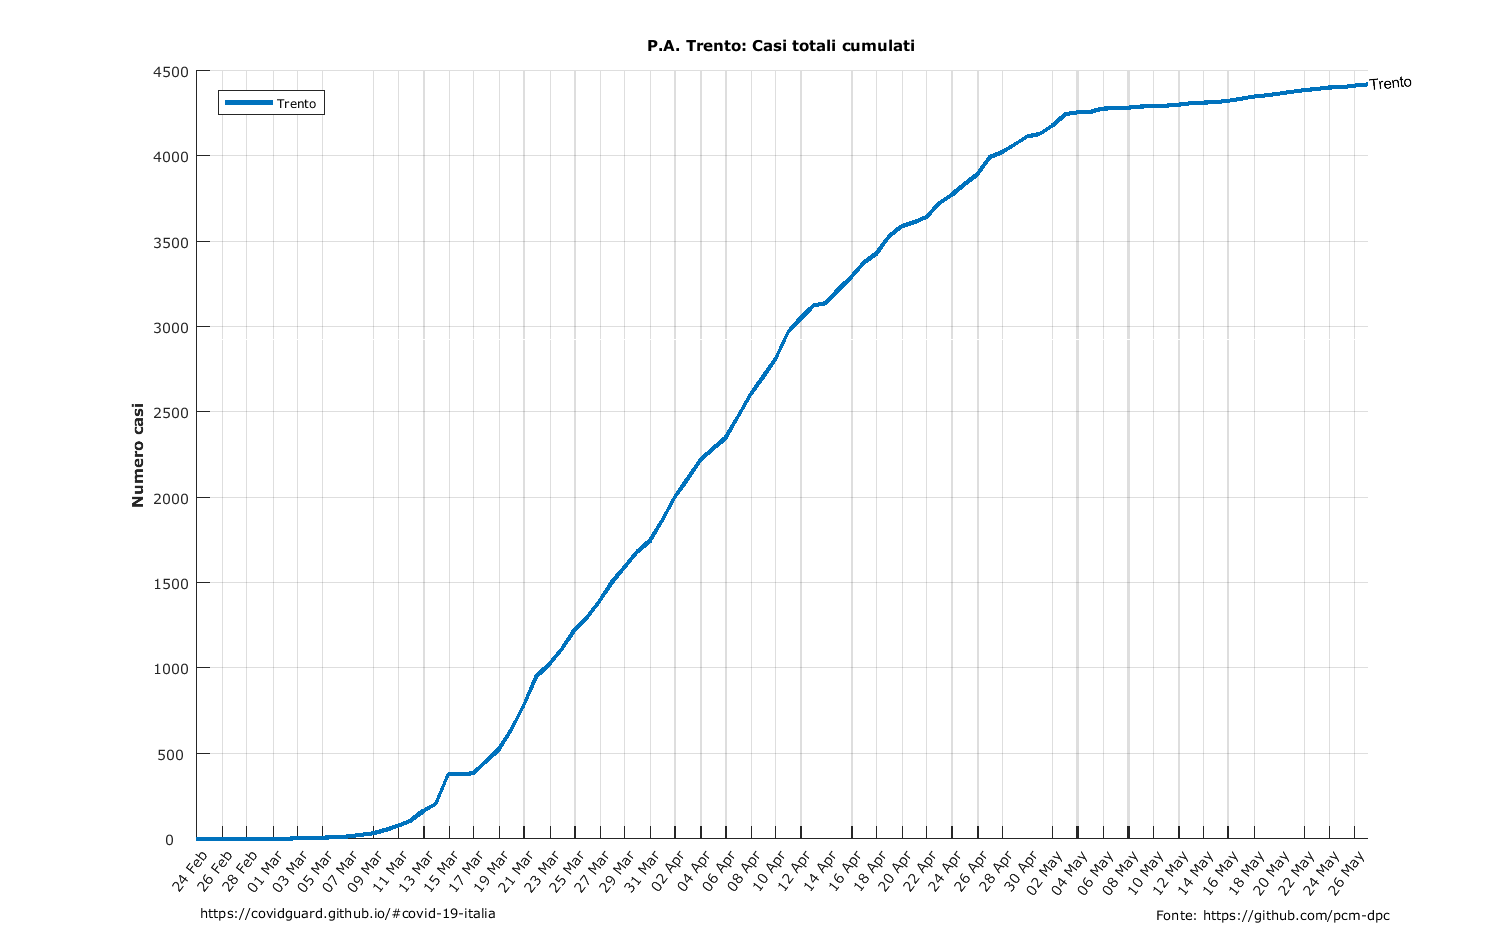 P.A. Trento: Casi totali cumulati
Trento
Trento
Numero casi
4500
4000
3500
3000
2500
2000
1500
1000
500
0
24 Feb
26 Feb
28 Feb
01 Mar
03 Mar
05 Mar
07 Mar
09 Mar
11 Mar
13 Mar
15 Mar
17 Mar
19 Mar
21 Mar
23 Mar
25 Mar
27 Mar
29 Mar
31 Mar
02 Apr
04 Apr
06 Apr
08 Apr
10 Apr
12 Apr
14 Apr
16 Apr
18 Apr
20 Apr
22 Apr
24 Apr
26 Apr
28 Apr
30 Apr
02 May
04 May
06 May
08 May
10 May
12 May
14 May
16 May
18 May
20 May
22 May
24 May
26 May
https://covidguard.github.io/#covid-19-italia
Fonte: https://github.com/pcm-dpc